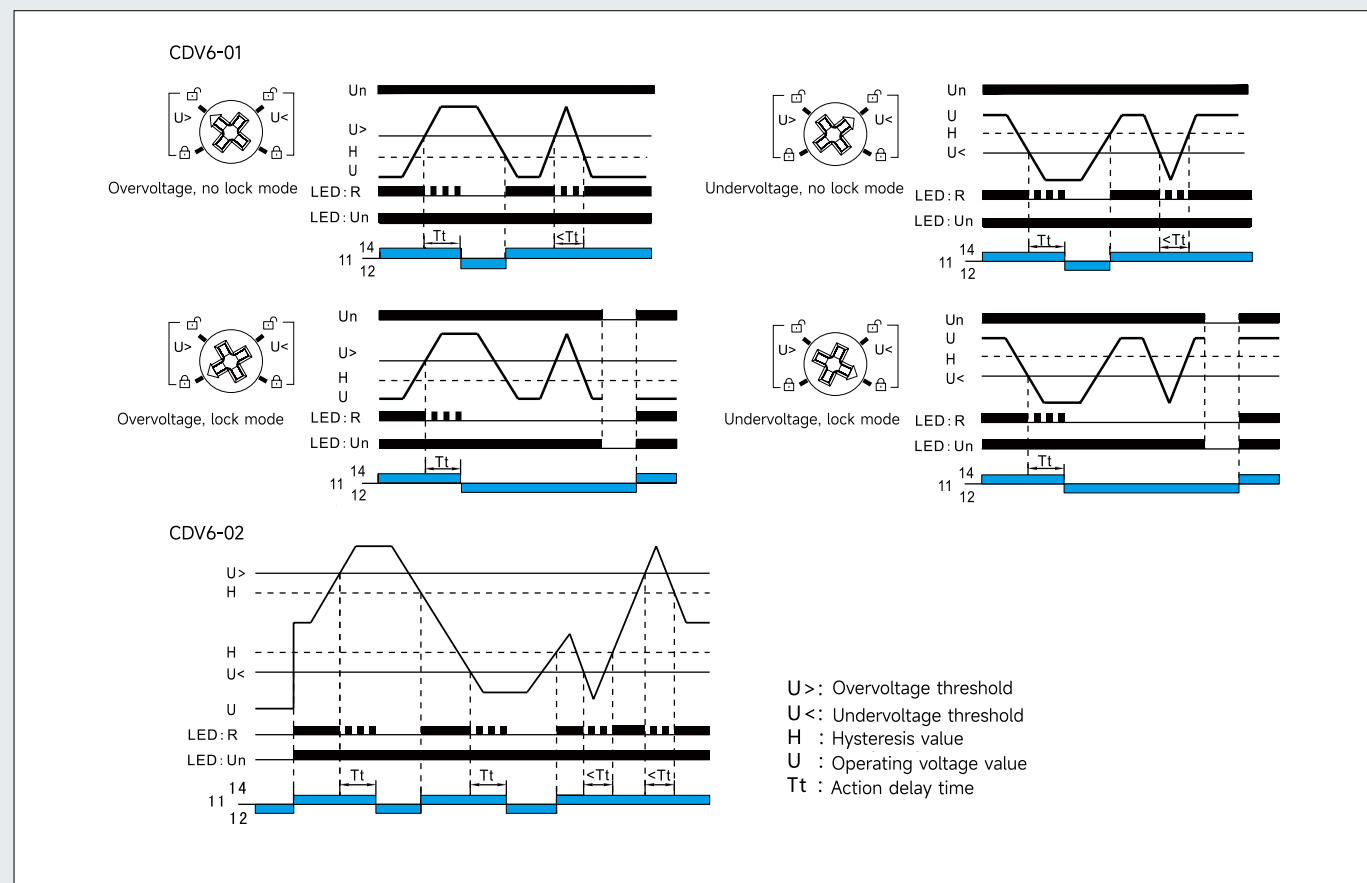 CDV6-01
U>
U<
Overvoltage, no lock mode
Un
U>
H
U
LED:R
LED:Un
Tt
<Tt
14
11
12
U>
U<
Undervoltage, no lock mode
Un
U
H
U<
LED:R
LED:Un
Tt
<Tt
14
11
12
U>
U<
Overvoltage, lock mode
Un
U>
H
U
LED:R
LED:Un
Tt
14
11
12
U>
U<
Undervoltage, lock mode
Un
U
H
U<
LED:R
LED:Un
Tt
14
11
12
CDV6-02
U>
H
H
U<
U
LED:R
LED:Un
Tt
Tt
<Tt
<Tt
14
11
12
U>: Overvoltage threshold
U<: Undervoltage threshold
H : Hysteresis value
U : Operating voltage value
Tt : Action delay time